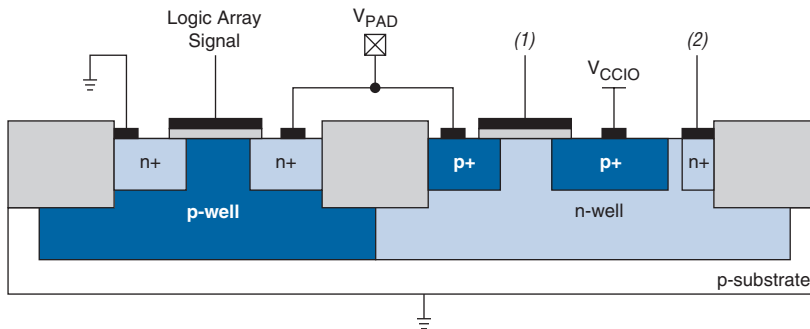 Logic Array
Signal
VPAD
(1)
(2)
VCCIO
n+
n+
p+
p+
n+
p-well
n-well
p-substrate